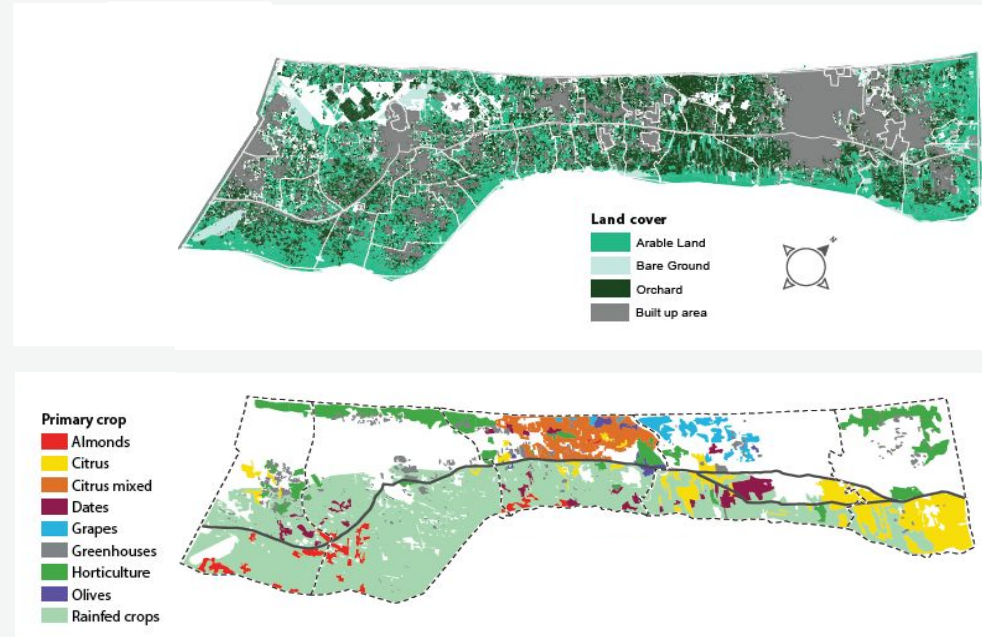 Land cover
Arable Land
Bare Ground
Orchard
Built up area
N
Primary crop
Almonds
Citrus
Citrus mixed
Dates
Grapes
Greenhouses
Horticulture
Olives
Rainfed crops